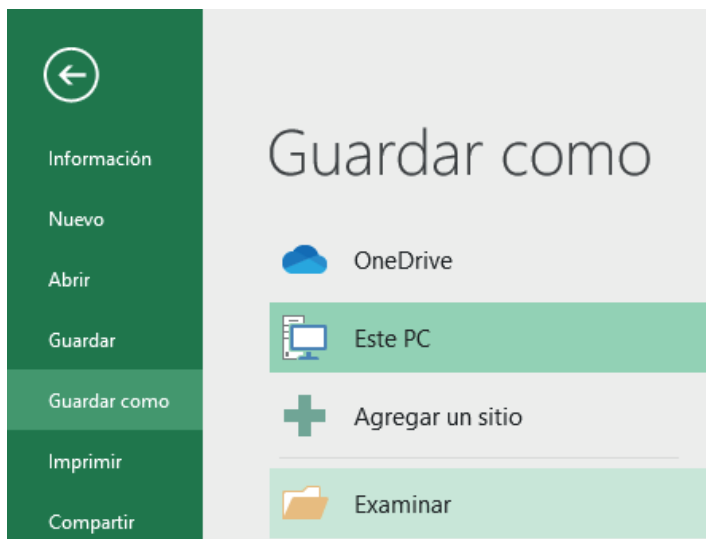 Información
Nuevo
Abrir
Guardar
Guardar como
Imprimir
Compartir
Guardar como
OneDrive
Este PC
Agregar un sitio
Examinar